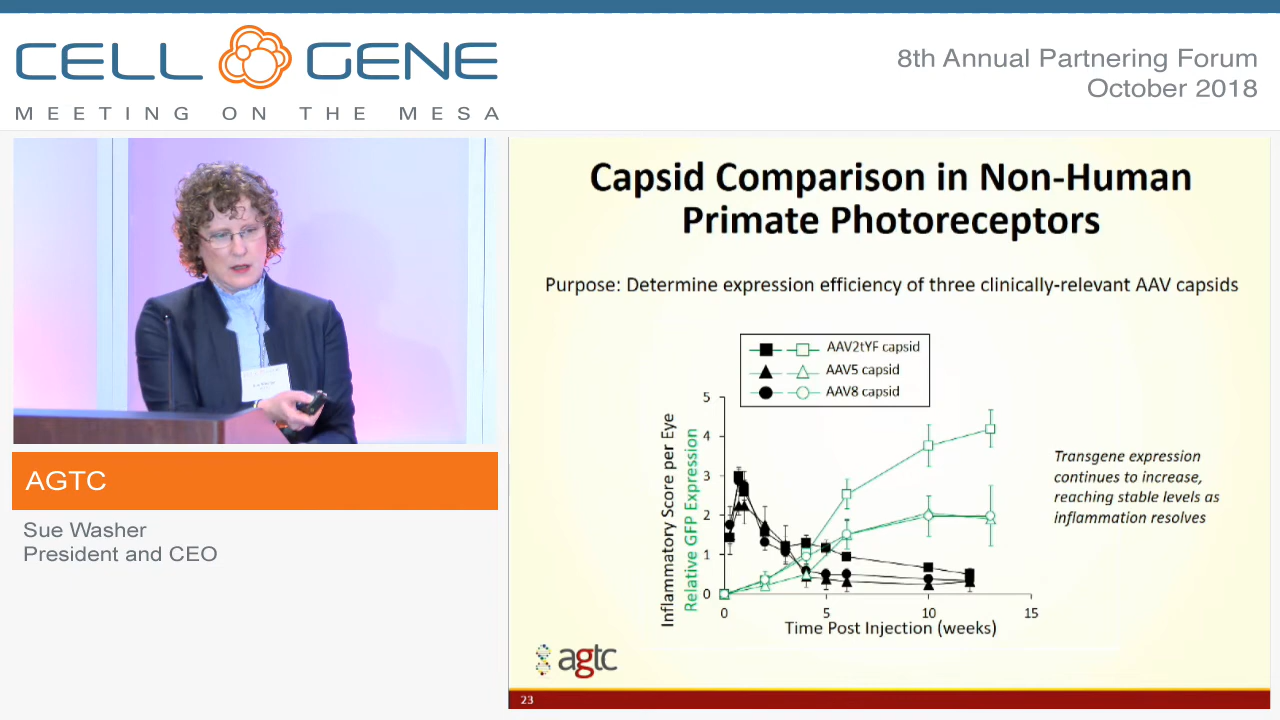 CELL GENE
MEETING ON THE MESA
8th Annual Partnering Forum
October 2018
AGTC
Sue Washer
President and CEO
Capsid Comparison in Non-Human
Primate Photoreceptors
Purpose: Determine expression efficiency of three clinically-relevant AAV capsids
AAV2tYF capsid
AAV5 capsid
AAV8 capsid
Inflammatory Score per Eye
Relative GFP Expression
5
4
3
2
1
0
0
5
10
15
Time Post Injection (weeks)
Transgene expression
continues to increase,
reaching stable levels as
inflammation resolves
agtc
23